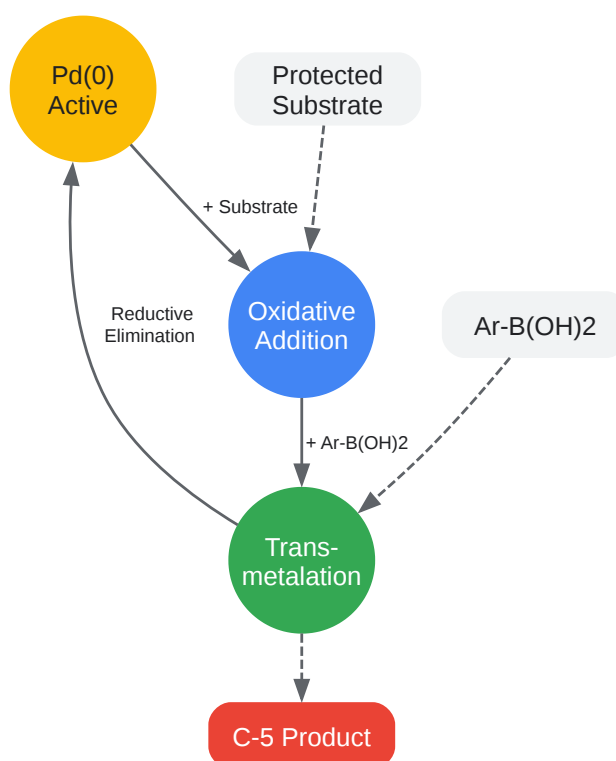 Pd(0)
Active
Protected
Substrate
+ Substrate
Oxidative
Addition
Reductive
Elimination
Ar-B(OH)2
+ Ar-B(OH)2
Trans-
metalation
C-5 Product